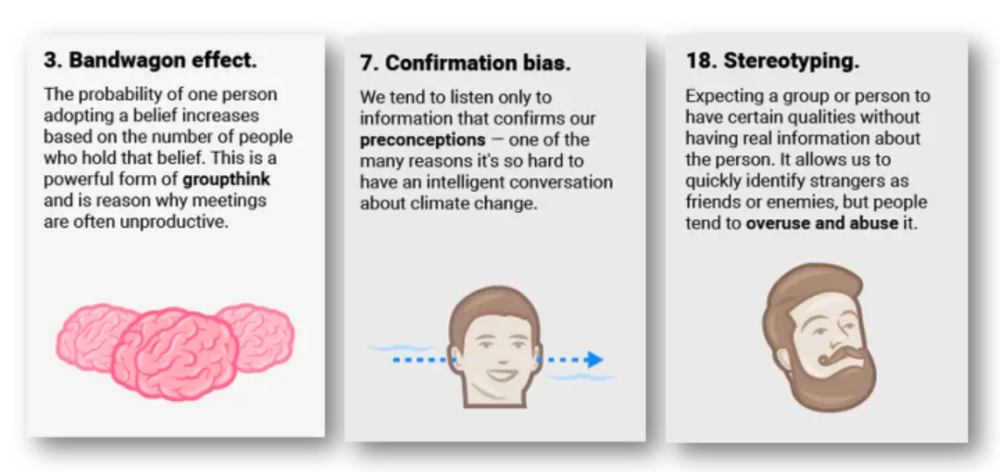 3. Bandwagon effect.
The probability of one person
adopting a belief increases
based on the number of people
who hold that belief. This is a
powerful form of groupthink
and is reason why meetings
are often unproductive.
7. Confirmation bias.
We tend to listen only to
information that confirms our
preconceptions — one of the
many reasons it's so hard to
have an intelligent conversation
about climate change.
18. Stereotyping.
Expecting a group or person to
have certain qualities without
having real information about
the person. It allows us to
quickly identify strangers as
friends or enemies, but people
tend to overuse and abuse it.